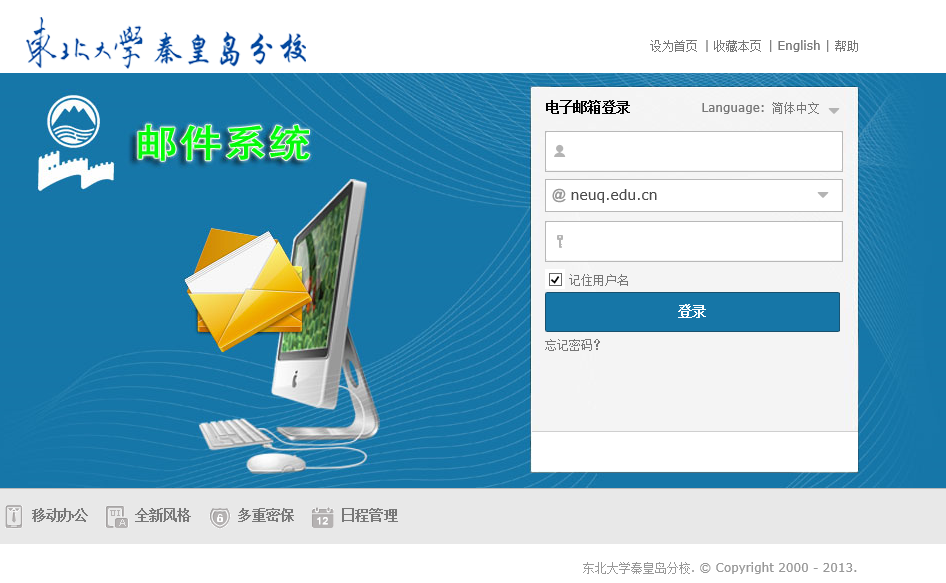 东北大学秦皇岛分校
设为首页 | 收藏本页 | English | 帮助
邮件系统
电子邮箱登录 Language: 简体中文
@ neuq.edu.cn
记住用户名
登录
忘记密码?
移动办公 全新风格 多重密保 12 日程管理
东北大学秦皇岛分校. © Copyright 2000 - 2013.